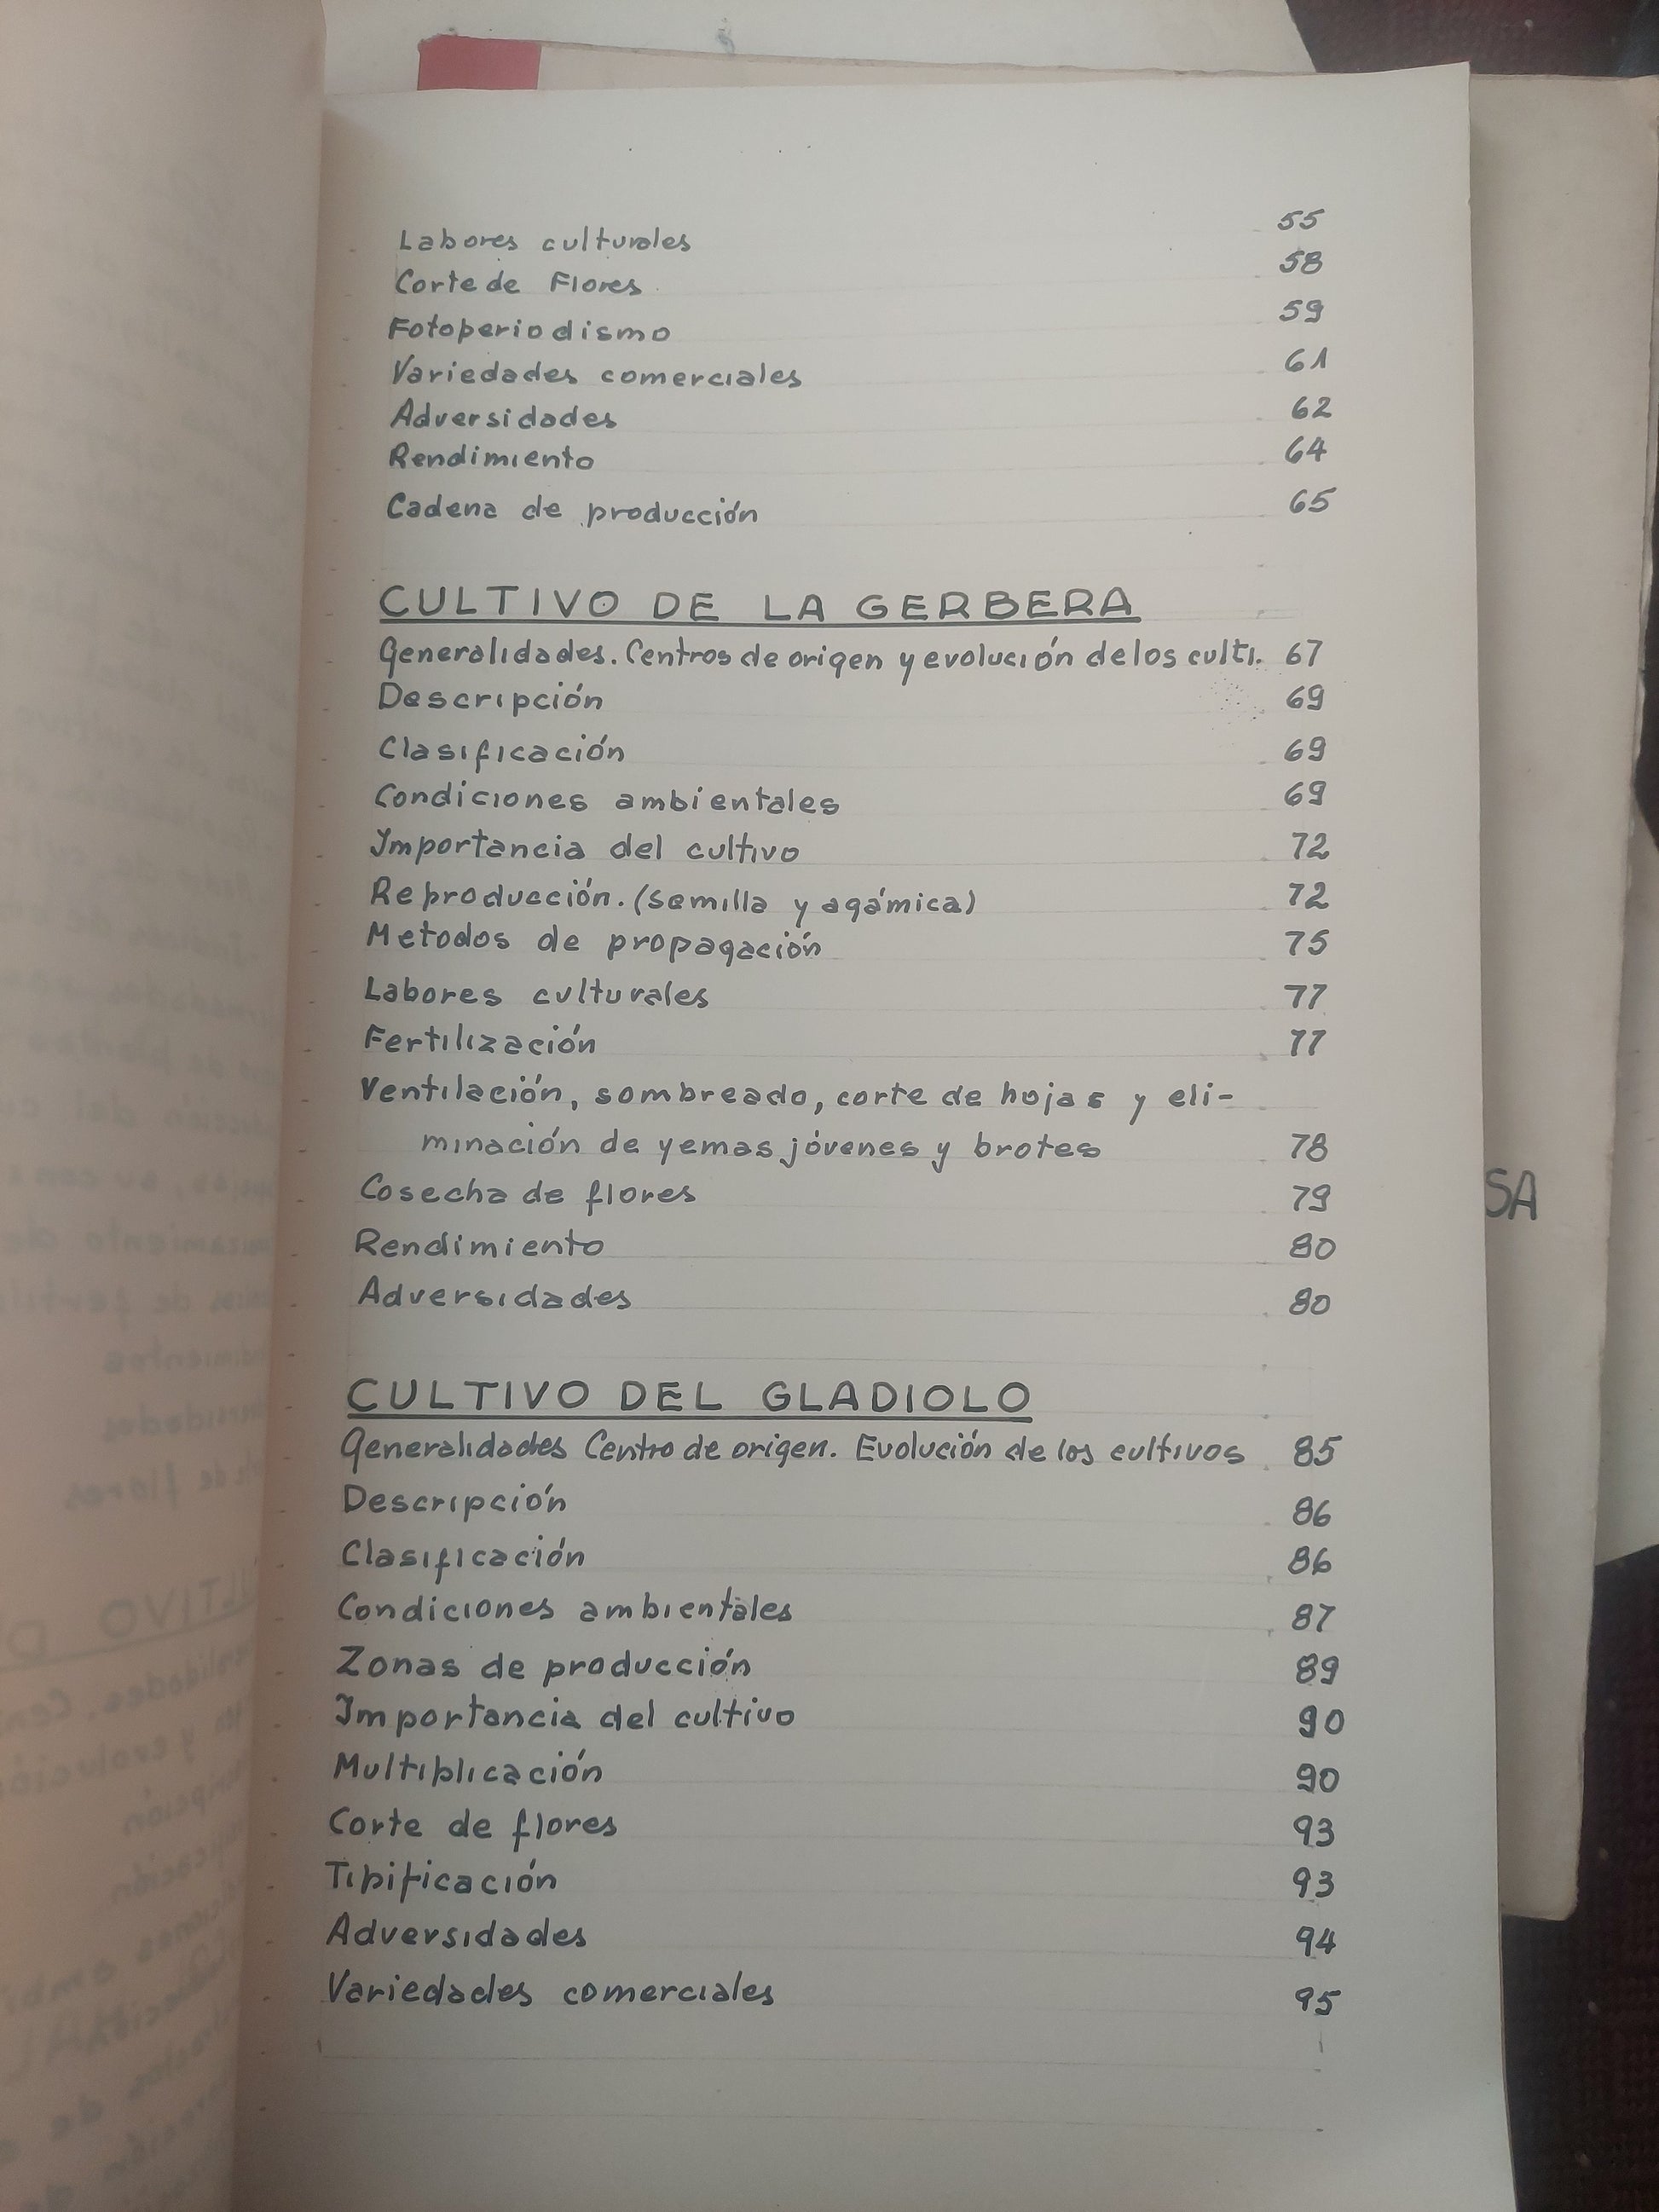 Labores culturales 55
Corte de Flores 58
Fotoperiodismo 59
Variedades comerciales 61
Adversidades 62
Rendimiento 64
Cadena de producción 65
CULTIVO DE LA GERBERA
Generalidades. Centros de origen y evolución de los culti. 67
Descripción 69
Clasificación 69
Condiciones ambientales 69
Importancia del cultivo 72
Reproducción. (semilla y agámica) 72
Metodos de propagación 75
Labores culturales 77
Fertilización 77
Ventilación, sombreado, corte de hojas y eli-
minación de yemas jóvenes y brotes 78
Cosecha de flores 79
Rendimiento 80
Adversidades 80
CULTIVO DEL GLADIOLO
Generalidades Centro de origen. Evolución de los cultivos 85
Descripción 86
Clasificación 86
Condiciones ambientales 87
Zonas de producción 89
Importancia del cultivo 90
Multiplicación 90
Corte de flores 93
Tipificación 93
Adversidades 94
Variedades comerciales 95
SA